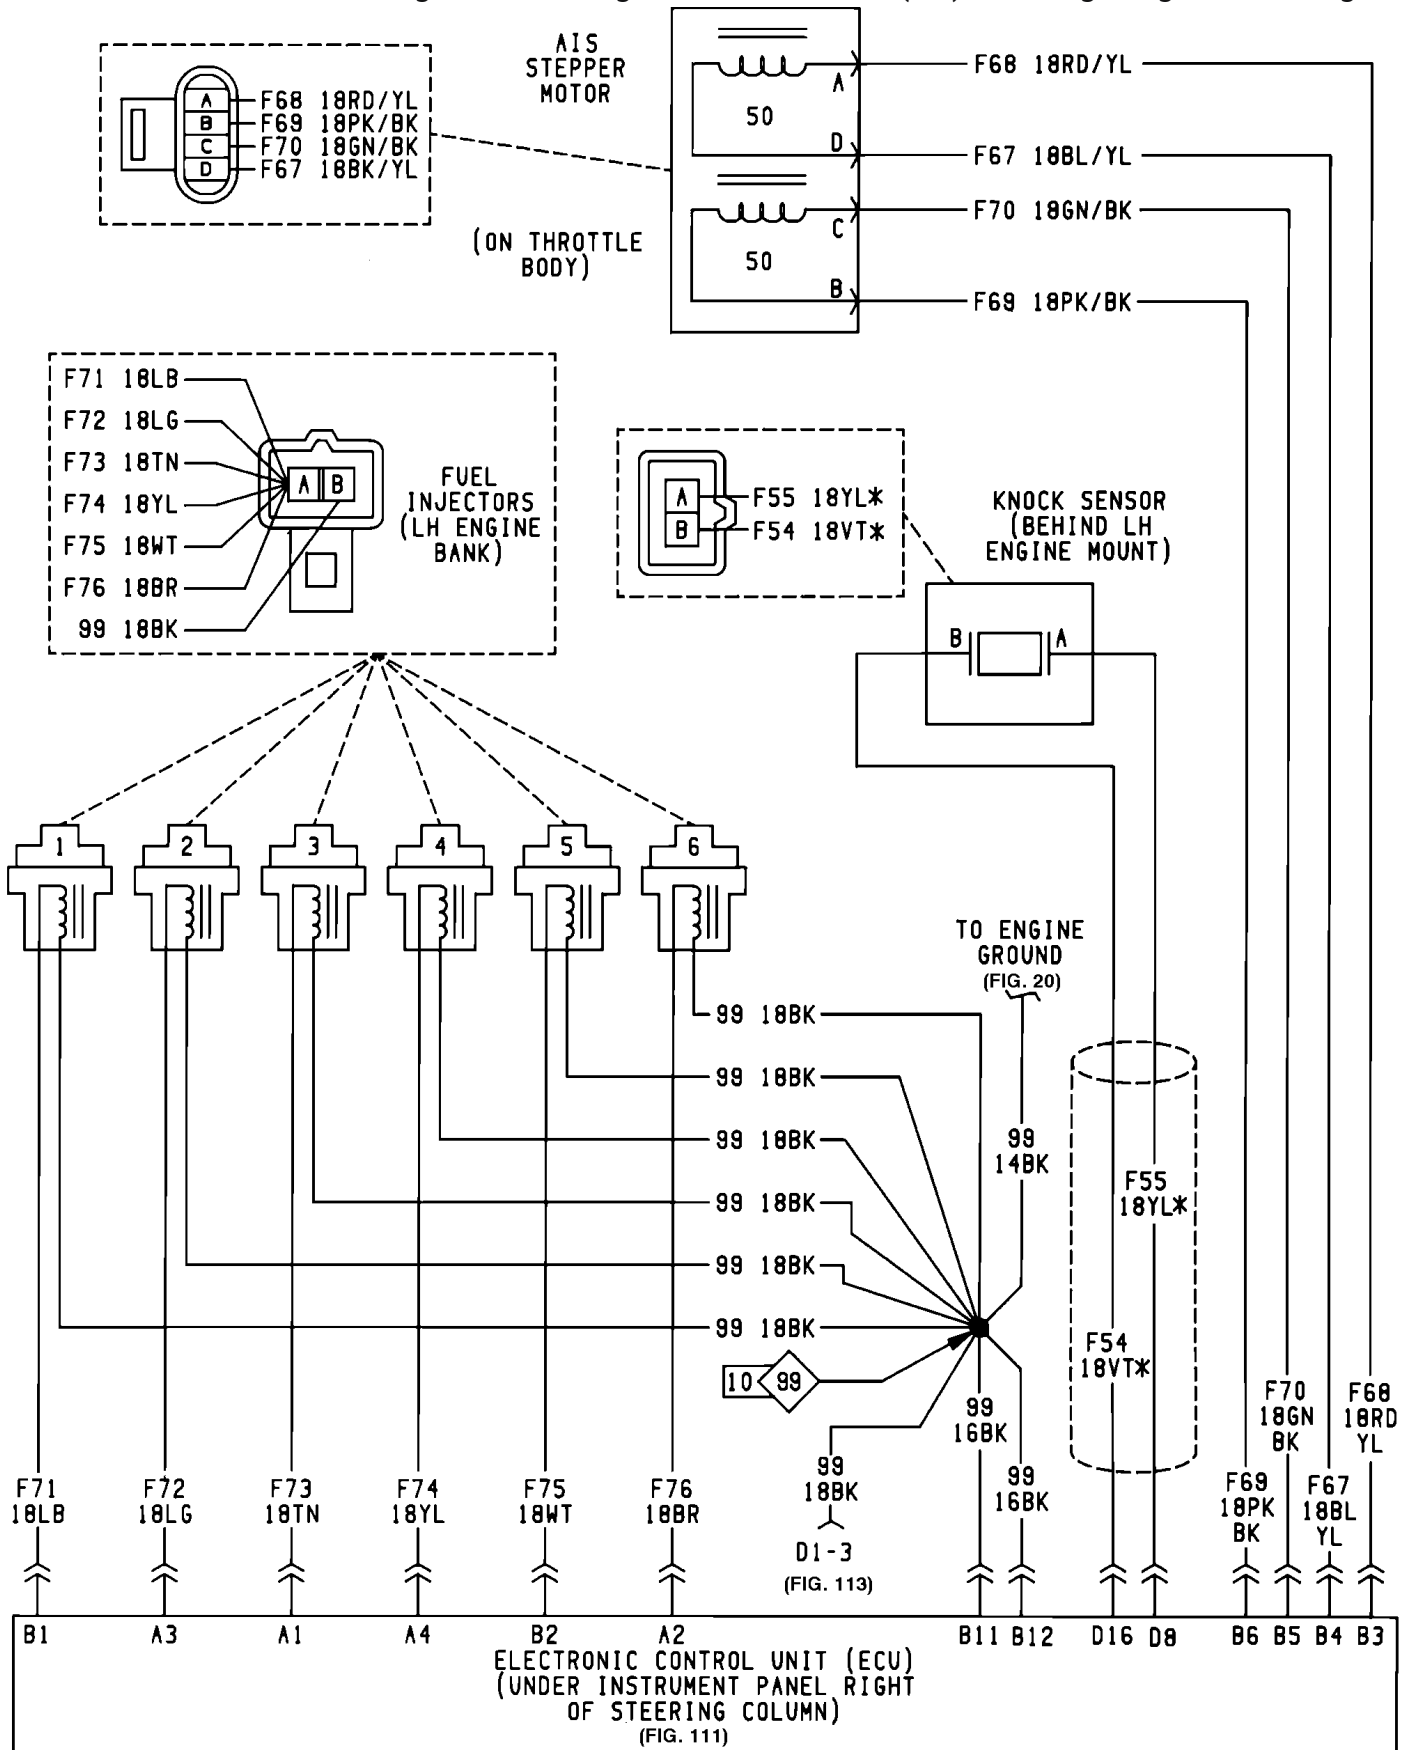 AIS
STEPPER
MOTOR
A
B
C
D
F68 18RD/YL
F69 18PK/BK
F70 18GN/BK
F67 18BK/YL
50
A
D
50
C
B
F68 18RD/YL
F67 18BL/YL
F70 18GN/BK
F69 18PK/BK
(ON THROTTLE
BODY)
F71 18LB
F72 18LG
F73 18TN
F74 18YL
F75 18WT
F76 18BR
99 18BK
A B
FUEL
INJECTORS
(LH ENGINE
BANK)
A
B
F55 18YL*
F54 18VT*
KNOCK SENSOR
(BEHIND LH
ENGINE MOUNT)
B A
1 2 3 4 5 6
TO ENGINE
GROUND
(FIG. 20)
99 18BK
99 18BK
99 18BK
99 18BK
99 18BK
99 18BK
99
14BK
F55
18YL*
F54
18VT*
10 99
99
16BK
99
16BK
99
18BK
D1-3
(FIG. 113)
F70
18GN
BK
F68
18RD
YL
F69
18PK
BK
F67
18BL
YL
F71
18LB
F72
18LG
F73
18TN
F74
18YL
F75
18WT
F76
18BR
B1 A3 A1 A4 B2 A2 B11 B12 D16 D8 B6 B5 B4 B3
ELECTRONIC CONTROL UNIT (ECU)
(UNDER INSTRUMENT PANEL RIGHT
OF STEERING COLUMN)
(FIG. 111)